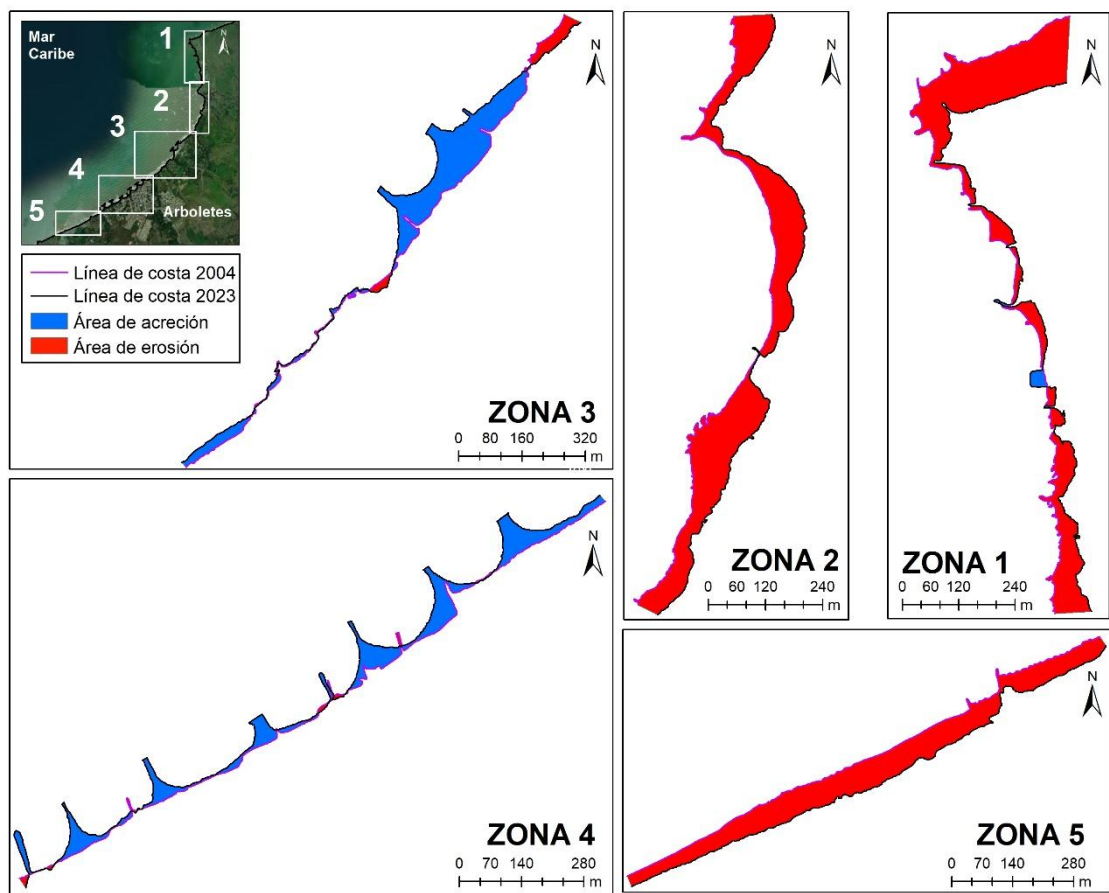 Mar
Caribe
1
N
2
3
4
5
Arboletes
Línea de costa 2004
Línea de costa 2023
Área de acreción
Área de erosión
N
ZONA 3
0 80 160 320
m
N
ZONA 2
0 60 120 240
m
N
ZONA 1
0 60 120 240
m
N
ZONA 4
0 70 140 280
m
N
ZONA 5
0 70 140 280
m